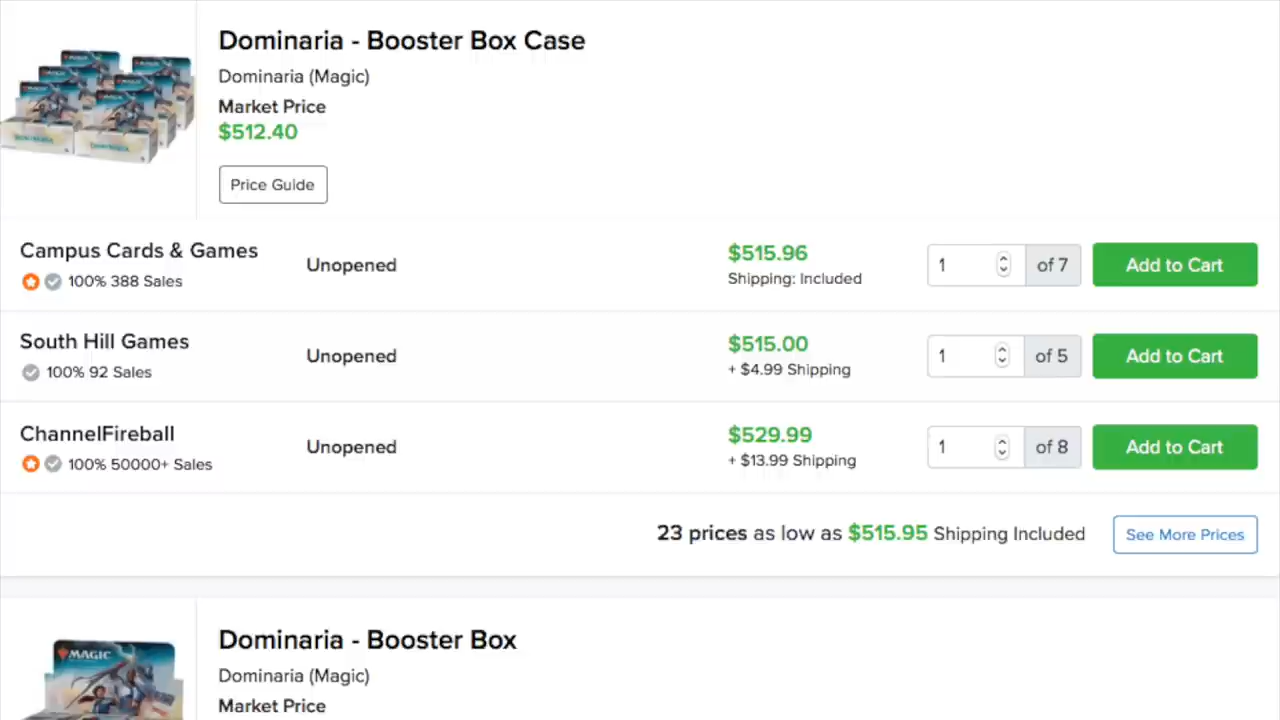 Dominaria - Booster Box Case
Dominaria (Magic)
Market Price
$512.40
Price Guide
Campus Cards & Games
100% 388 Sales
Unopened
$515.96
Shipping: Included
1
of 7
Add to Cart
South Hill Games
100% 92 Sales
Unopened
$515.00
+ $4.99 Shipping
1
of 5
Add to Cart
ChannelFireball
100% 50000+ Sales
Unopened
$529.99
+ $13.99 Shipping
1
of 8
Add to Cart
23 prices as low as $515.95 Shipping Included
See More Prices
MAGIC
Dominaria - Booster Box
Dominaria (Magic)
Market Price